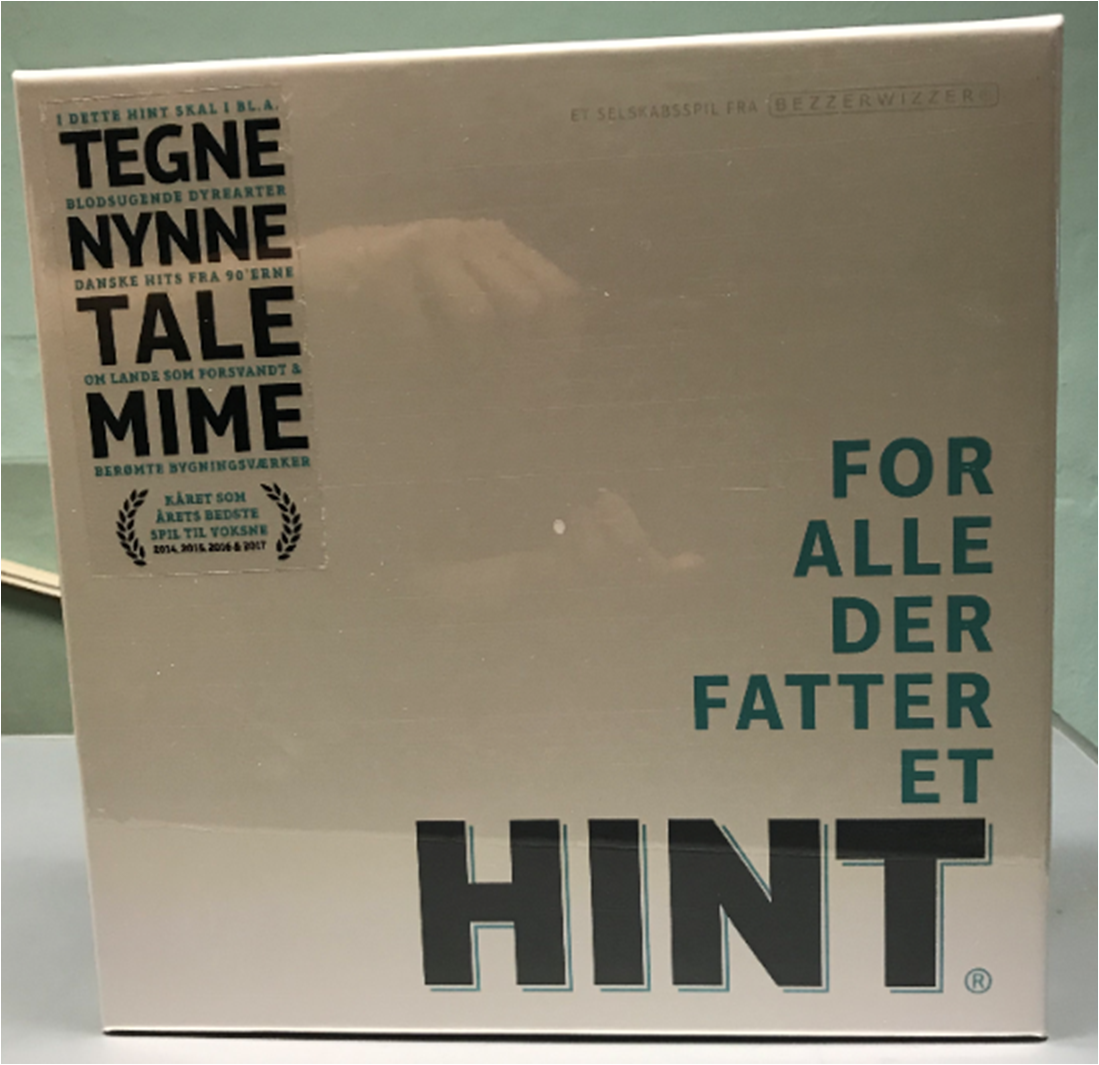 I DETTE HINT SKAL I BL.A.
TEGNE
BLODSUGENDE DYREARTER
NYNNE
DANSKE HITS FRA 90'ERNE
TALE
OM LANDE SOM FORSVANDT &
MIME
BERØMTE BYGNINGSVÆRKER
KÅRET SOM
ÅRETS BEDSTE
SPIL TIL VOKSNE
2014, 2015, 2016 & 2017
ET SELSKABSSPIL FRA BEZZERWIZZER®
FOR
ALLE
DER
FATTER
ET
HINT®